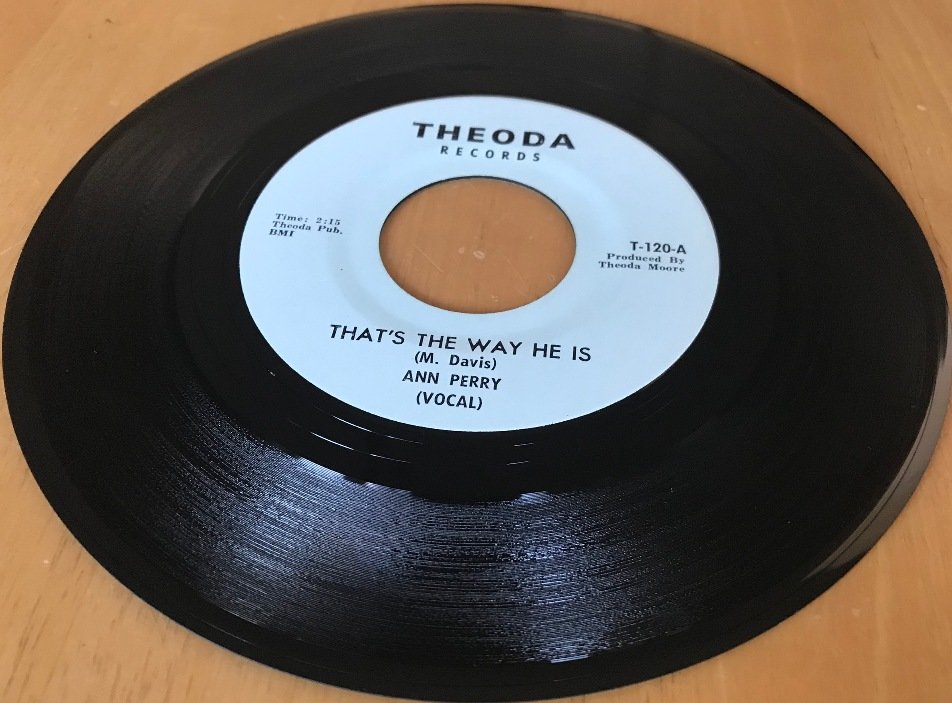 THEODA
RECORDS
Time: 2:15
Theoda Pub.
BMI
T-120-A
Produced By
Theoda Moore
THAT'S THE WAY HE IS
(M. Davis)
ANN PERRY
(VOCAL)